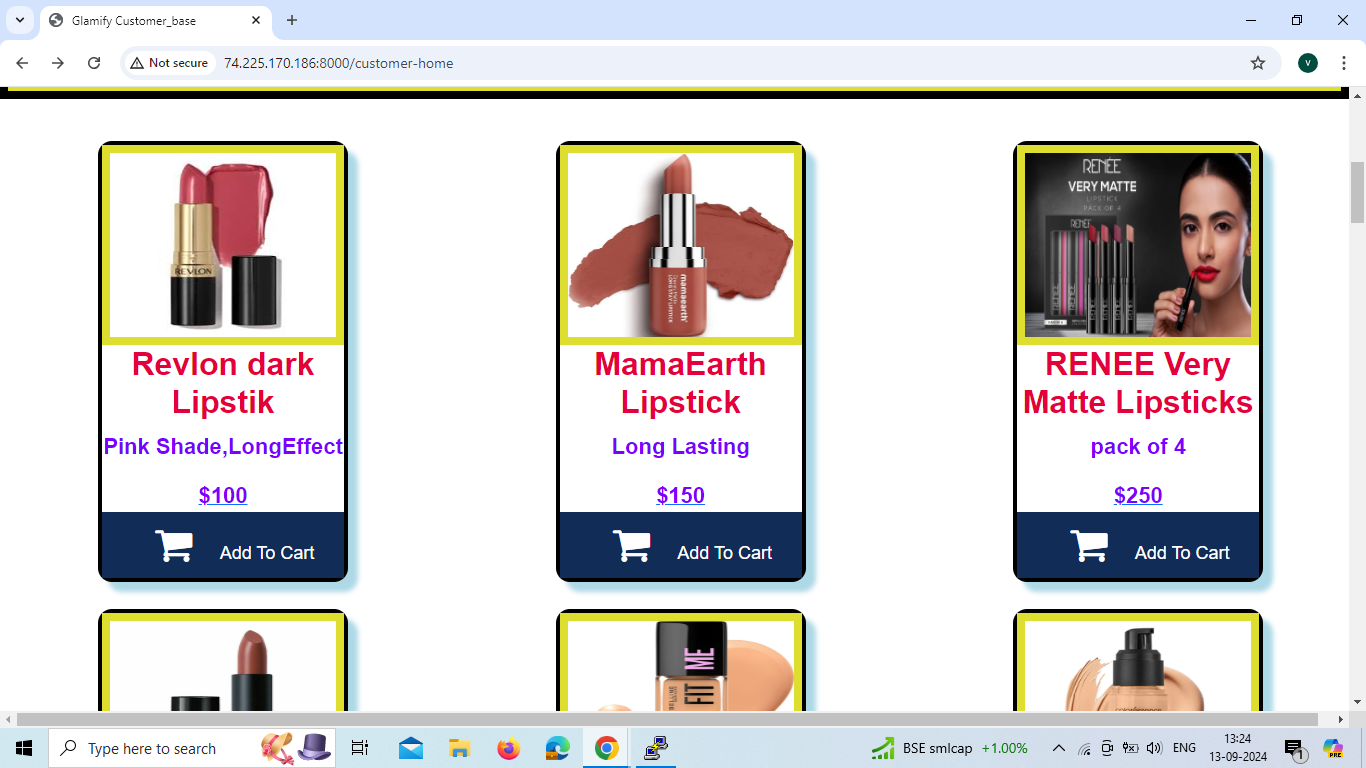 Glamify Customer_base
Not secure
74.225.170.186:8000/customer-home
V
REVLON
mamaearth
RENÉE
VERY MATTE
LIPSTICK
PACK OF 4
RENÉE
Revlon dark
Lipstik
MamaEarth
Lipstick
RENEE Very
Matte Lipsticks
Pink Shade,LongEffect
Long Lasting
pack of 4
$100
$150
$250
Add To Cart
Add To Cart
Add To Cart
FIT
ME
Type here to search
BSE smlcap
+1.00%
ENG
13:24
13-09-2024
1
PRE